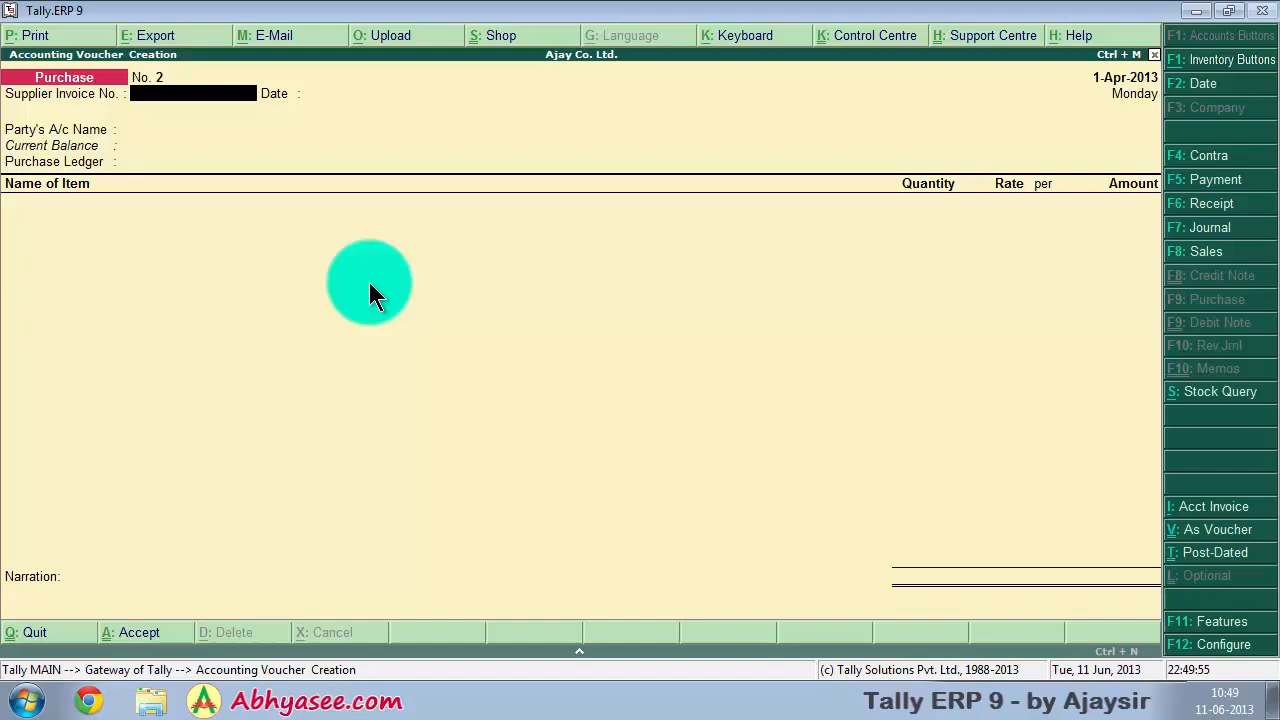 Tally.ERP 9
P: Print E: Export M: E-Mail O: Upload S: Shop G: Language K: Keyboard K: Control Centre H: Support Centre H: Help
Accounting Voucher Creation Ajay Co. Ltd. Ctrl + M
Purchase No. 2 1-Apr-2013
Supplier Invoice No. : Date : Monday
Party's A/c Name :
Current Balance :
Purchase Ledger :
Name of Item Quantity Rate per Amount
Narration:
F1: Accounts Buttons
F1: Inventory Buttons
F2: Date
F3: Company
F4: Contra
F5: Payment
F6: Receipt
F7: Journal
F8: Sales
F8: Credit Note
F9: Purchase
F9: Debit Note
F10: Rev Jrnl
F10: Memos
S: Stock Query
I: Acct Invoice
V: As Voucher
T: Post-Dated
L: Optional
F11: Features
F12: Configure
Q: Quit A: Accept D: Delete X: Cancel
Ctrl + N
Tally MAIN --> Gateway of Tally --> Accounting Voucher Creation (c) Tally Solutions Pvt. Ltd., 1988-2013 Tue, 11 Jun, 2013 22:49:55
Abhyasee.com Tally ERP 9 - by Ajaysir 10:49
11-06-2013